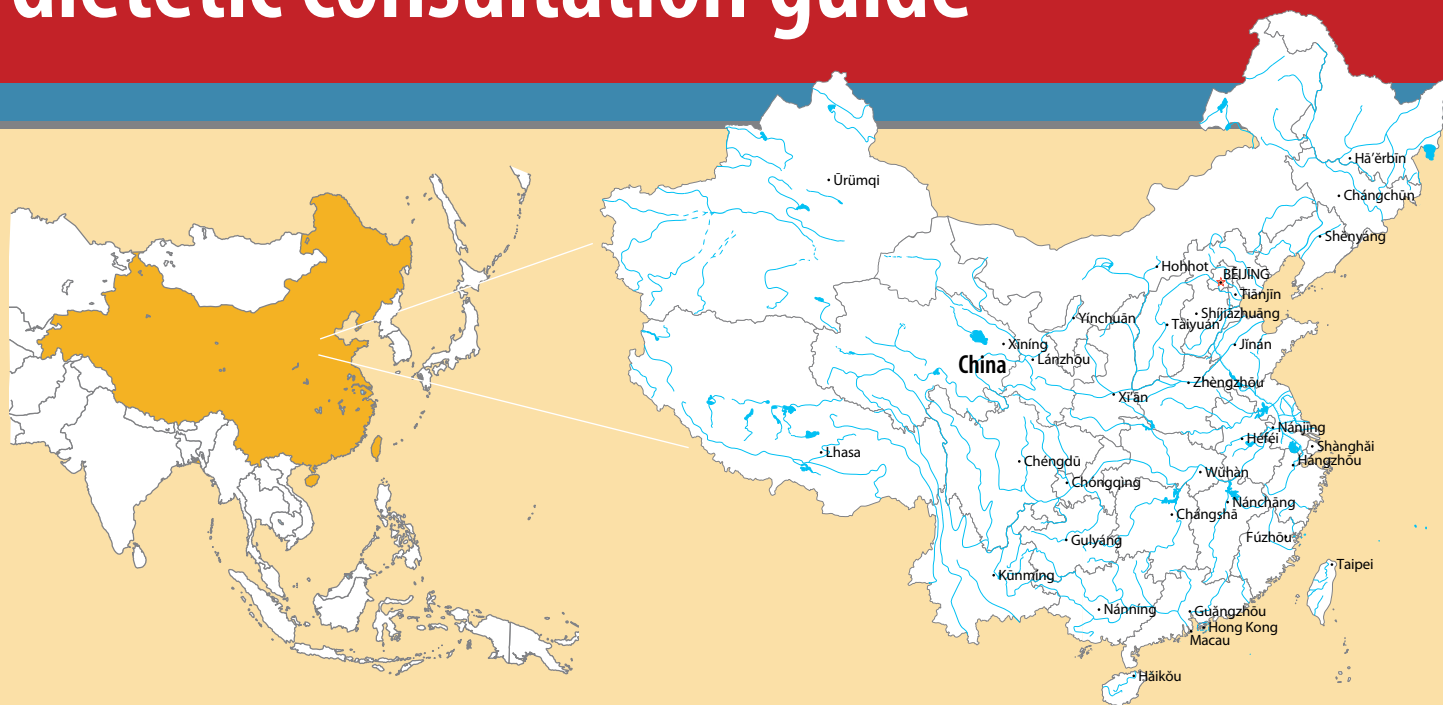 dietetic consultation guide
Ürümqi
Hā’ěrbīn
Chángchūn
Shěnyáng
Hohhot
BEIJĪNG
Tiānjīn
Shíjiāzhuāng
Yínchuān
Tàiyuán
Xīníng
Jǐnán
Lánzhōu
China
Zhèngzhōu
Xi’ān
Nánjīng
Héféi
Shànghǎi
Lhasa
Chéngdū
Hángzhōu
Wǔhàn
Chóngqìng
Nánchāng
Chángshā
Fúzhōu
Guìyáng
Taipei
Kūnmíng
Nánníng
Guǎngzhōu
Hong Kong
Macau
Hǎikǒu